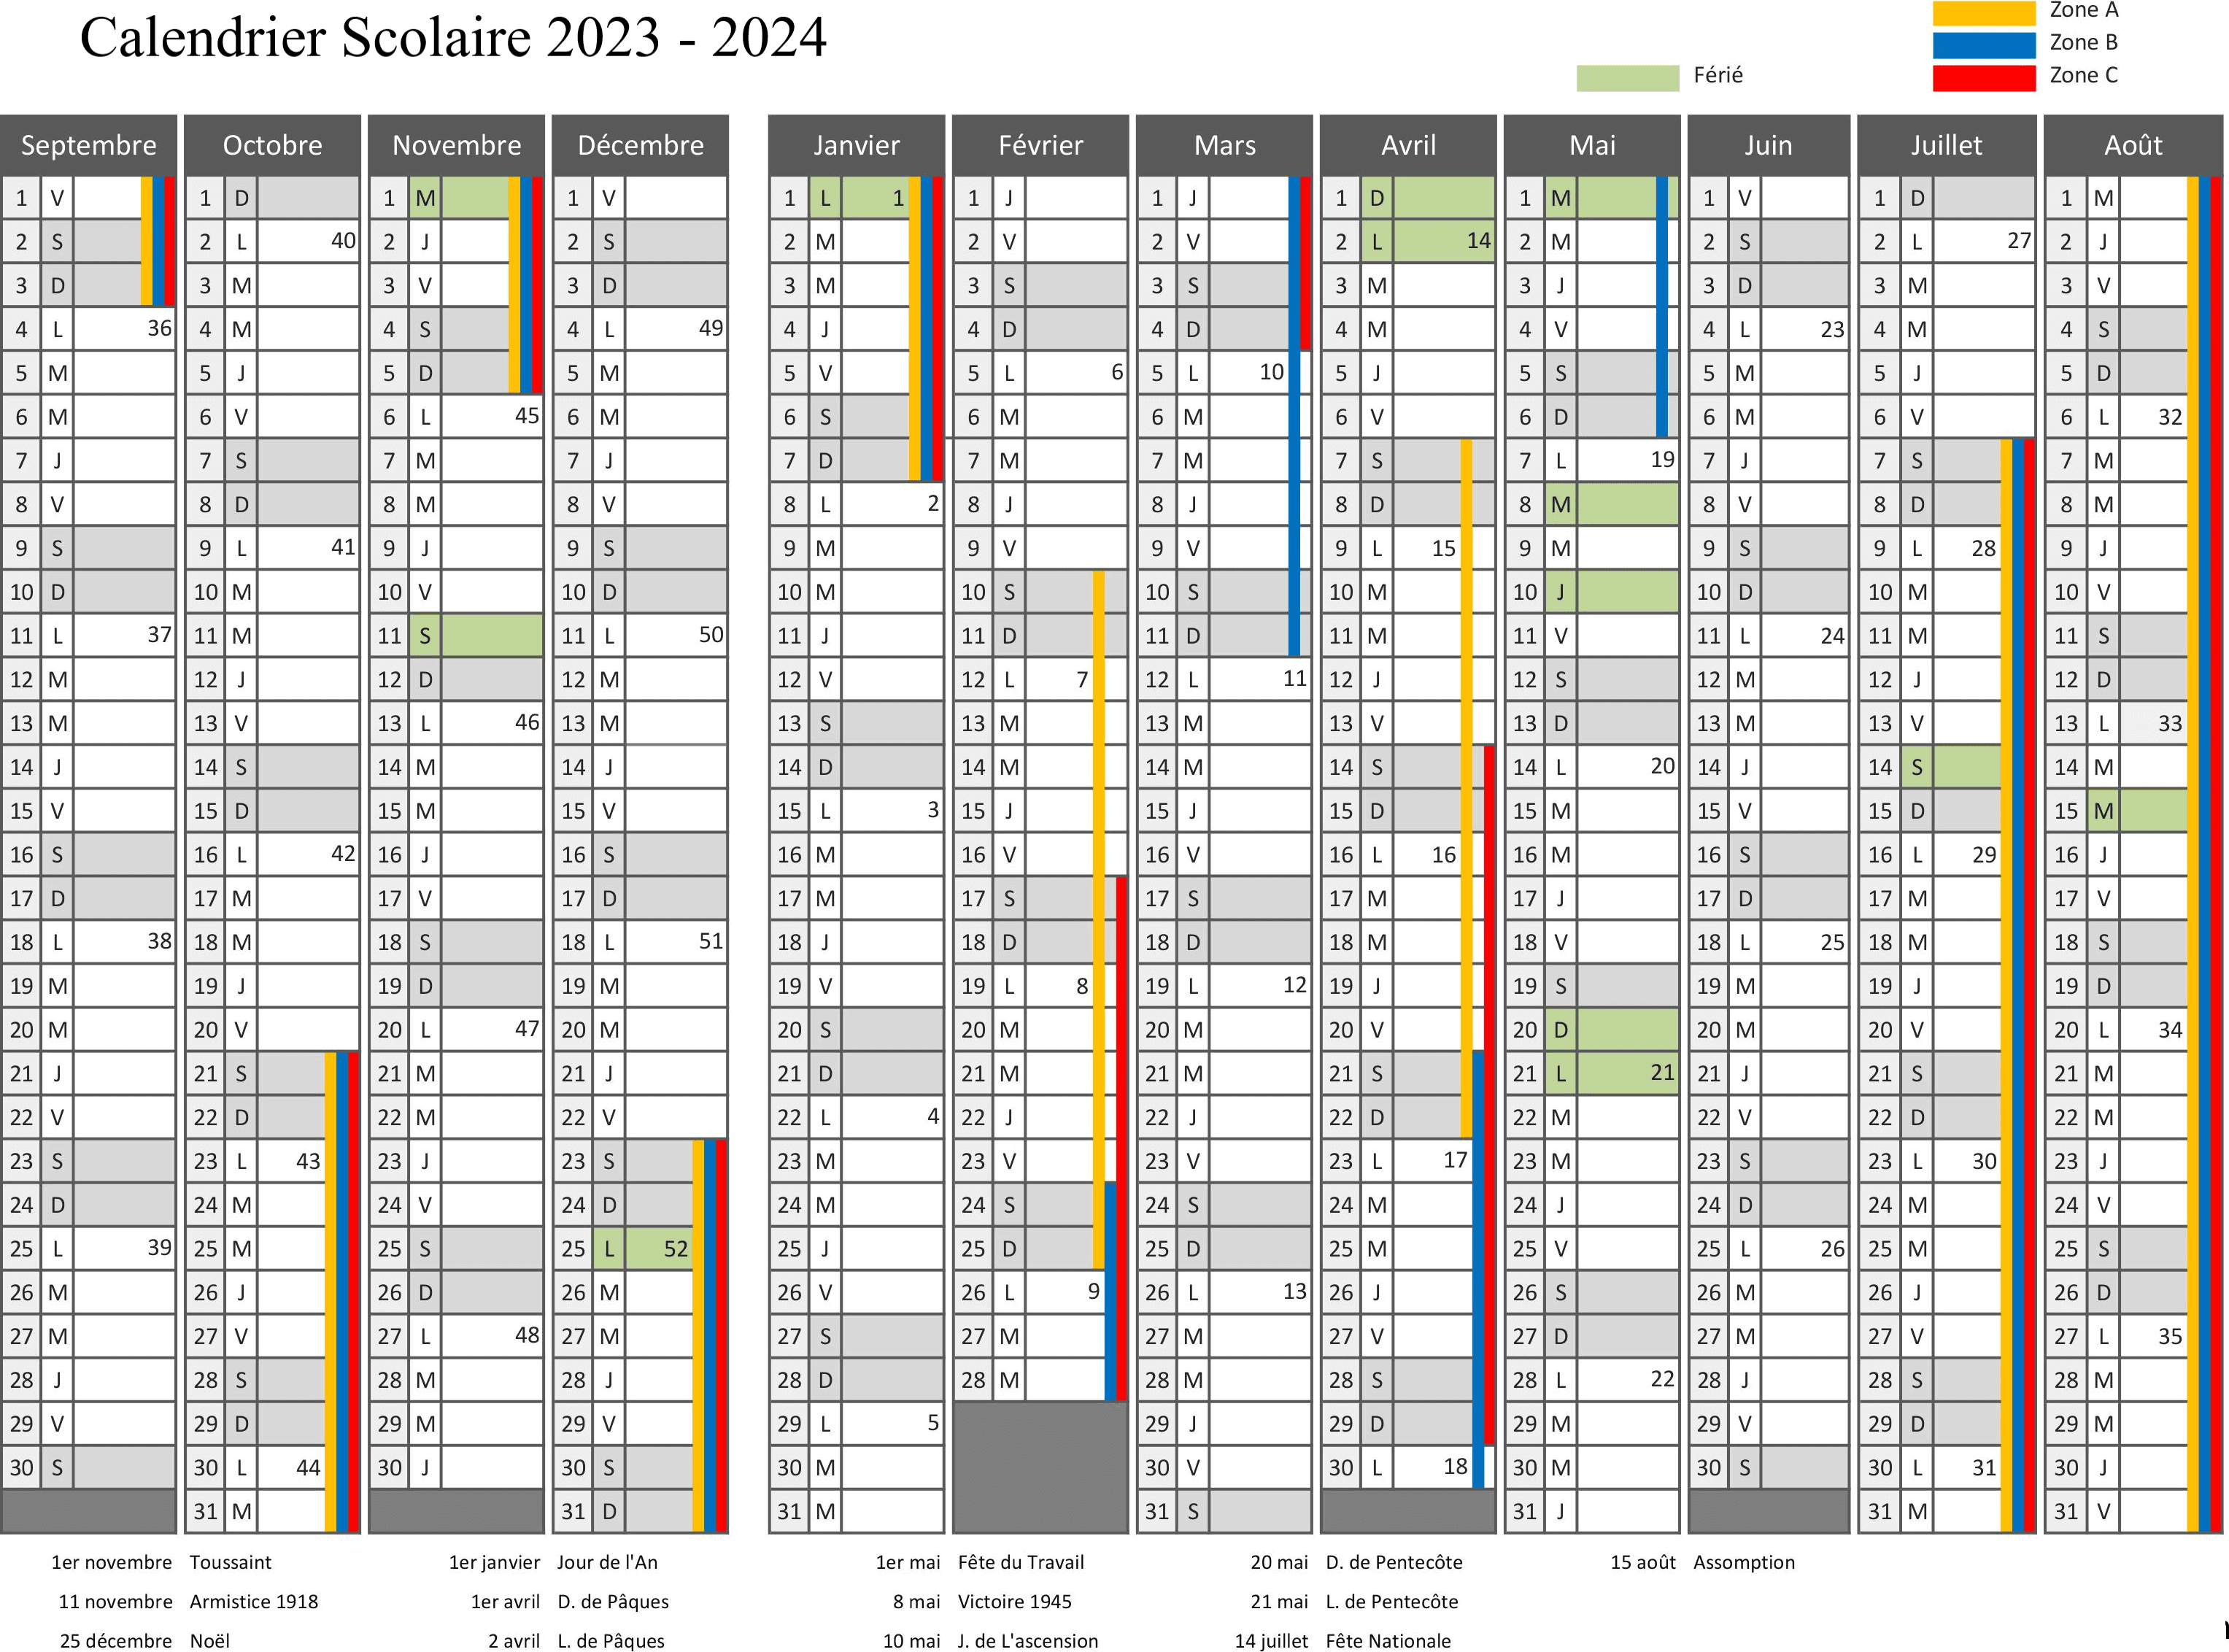 Calendrier Scolaire 2023 - 2024
Zone A
Zone B
Férié Zone C
Septembre Octobre Novembre Décembre Janvier Février Mars Avril Mai Juin Juillet Août
1 V 1 D 1 M 1 V 1 L 1 1 J 1 J 1 D 1 M 1 V 1 D 1 M
2 S 2 L 40 2 J 2 S 2 M 2 V 2 V 2 L 14 2 M 2 S 2 L 27 2 J
3 D 3 M 3 V 3 D 3 M 3 S 3 S 3 M 3 J 3 D 3 M 3 V
4 L 36 4 M 4 S 4 L 49 4 J 4 D 4 D 4 M 4 V 4 L 23 4 M 4 S
5 M 5 J 5 D 5 M 5 V 5 L 6 5 L 10 5 J 5 S 5 M 5 J 5 D
6 M 6 V 6 L 45 6 M 6 S 6 M 6 M 6 V 6 D 6 M 6 V 6 L 32
7 J 7 S 7 M 7 J 7 D 7 M 7 M 7 S 7 L 19 7 J 7 S 7 M
8 V 8 D 8 M 8 V 8 L 2 8 J 8 J 8 D 8 M 8 V 8 D 8 M
9 S 9 L 41 9 J 9 S 9 M 9 V 9 V 9 L 15 9 M 9 S 9 L 28 9 J
10 D 10 M 10 V 10 D 10 M 10 S 10 S 10 M 10 J 10 D 10 M 10 V
11 L 37 11 M 11 S 11 L 50 11 J 11 D 11 D 11 M 11 V 11 L 24 11 M 11 S
12 M 12 J 12 D 12 M 12 V 12 L 7 12 L 11 12 J 12 S 12 M 12 J 12 D
13 M 13 V 13 L 46 13 M 13 S 13 M 13 M 13 V 13 D 13 M 13 V 13 L 33
14 J 14 S 14 M 14 J 14 D 14 M 14 M 14 S 14 L 20 14 J 14 S 14 M
15 V 15 D 15 M 15 V 15 L 3 15 J 15 J 15 D 15 M 15 V 15 D 15 M
16 S 16 L 42 16 J 16 S 16 M 16 V 16 V 16 L 16 16 M 16 S 16 L 29 16 J
17 D 17 M 17 V 17 D 17 M 17 S 17 S 17 M 17 J 17 D 17 M 17 V
18 L 38 18 M 18 S 18 L 51 18 J 18 D 18 D 18 M 18 V 18 L 25 18 M 18 S
19 M 19 J 19 D 19 M 19 V 19 L 8 19 L 12 19 J 19 S 19 M 19 J 19 D
20 M 20 V 20 L 47 20 M 20 S 20 M 20 M 20 V 20 D 20 M 20 V 20 L 34
21 J 21 S 21 M 21 J 21 D 21 M 21 M 21 S 21 L 21 21 J 21 S 21 M
22 V 22 D 22 M 22 V 22 L 4 22 J 22 J 22 D 22 M 22 V 22 D 22 M
23 S 23 L 43 23 J 23 S 23 M 23 V 23 V 23 L 17 23 M 23 S 23 L 30 23 J
24 D 24 M 24 V 24 D 24 M 24 S 24 S 24 M 24 J 24 D 24 M 24 V
25 L 39 25 M 25 S 25 L 52 25 J 25 D 25 D 25 M 25 V 25 L 26 25 M 25 S
26 M 26 J 26 D 26 M 26 V 26 L 9 26 L 13 26 J 26 S 26 M 26 J 26 D
27 M 27 V 27 L 48 27 M 27 S 27 M 27 M 27 V 27 D 27 M 27 V 27 L 35
28 J 28 S 28 M 28 J 28 D 28 M 28 M 28 S 28 L 22 28 J 28 S 28 M
29 V 29 D 29 M 29 V 29 L 5 29 J 29 D 29 M 29 V 29 D 29 M
30 S 30 L 44 30 J 30 S 30 M 30 V 30 L 18 30 M 30 S 30 L 31 30 J
31 M 31 D 31 M 31 S 31 J 31 M 31 V
1er novembre Toussaint 1er janvier Jour de l'An 1er mai Fête du Travail 20 mai D. de Pentecôte 15 août Assomption
11 novembre Armistice 1918 1er avril D. de Pâques 8 mai Victoire 1945 21 mai L. de Pentecôte
25 décembre Noël 2 avril L. de Pâques 10 mai J. de L'ascension 14 juillet Fête Nationale